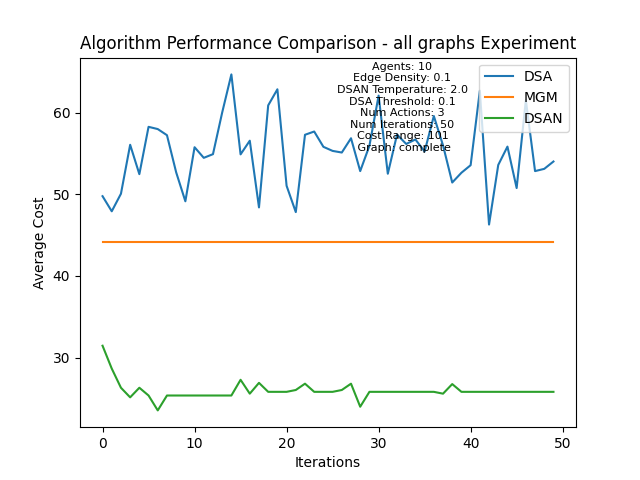 Algorithm Performance Comparison - all graphs Experiment
Agents: 10
Edge Density: 0.1
DSAN Temperature: 2.0
DSA Threshold: 0.1
Num Actions: 3
Num Iterations: 50
Cost Range: 101
Graph: complete
DSA
MGM
DSAN
Average Cost
60
50
40
30
0
10
20
30
40
50
Iterations